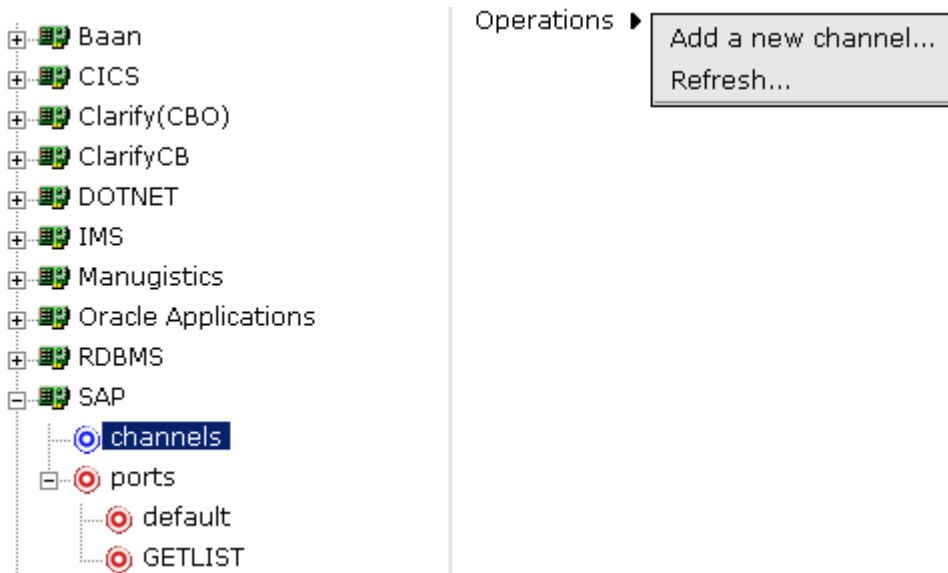 Baan
CICS
Clarify(CBO)
ClarifyCB
DOTNET
IMS
Manugistics
Oracle Applications
RDBMS
SAP
channels
ports
default
GETLIST
Operations
Add a new channel...
Refresh...